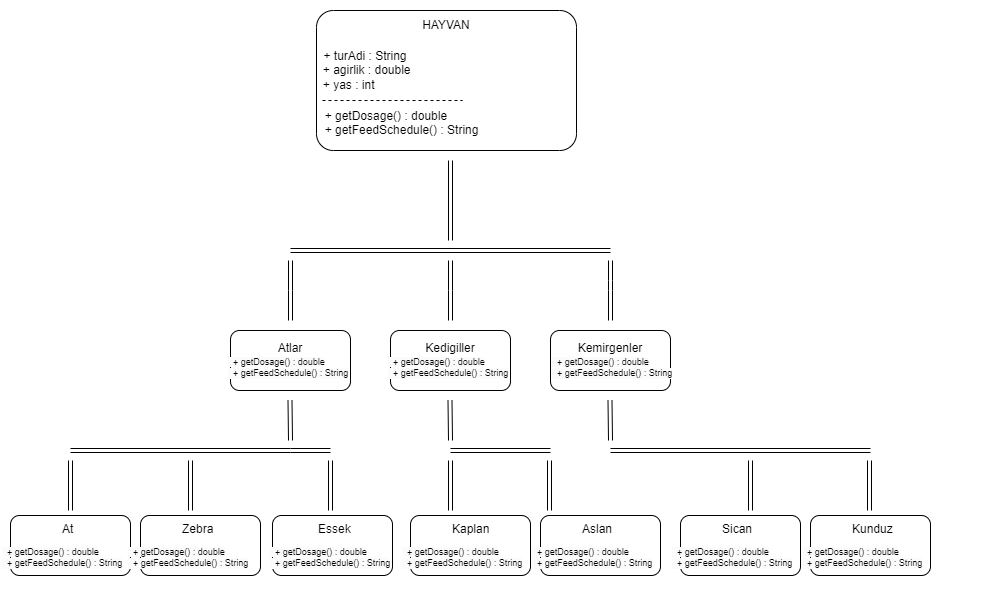 HAYVAN
+ turAdi : String
+ agirlik : double
+ yas : int
------------------------
+ getDosage() : double
+ getFeedSchedule() : String
Atlar
+ getDosage() : double
+ getFeedSchedule() : String
Kedigiller
+ getDosage() : double
+ getFeedSchedule() : String
Kemirgenler
+ getDosage() : double
+ getFeedSchedule() : String
At
+ getDosage() : double
+ getFeedSchedule() : String
Zebra
+ getDosage() : double
+ getFeedSchedule() : String
Essek
+ getDosage() : double
+ getFeedSchedule() : String
Kaplan
+ getDosage() : double
+ getFeedSchedule() : String
Aslan
+ getDosage() : double
+ getFeedSchedule() : String
Sican
+ getDosage() : double
+ getFeedSchedule() : String
Kunduz
+ getDosage() : double
+ getFeedSchedule() : String